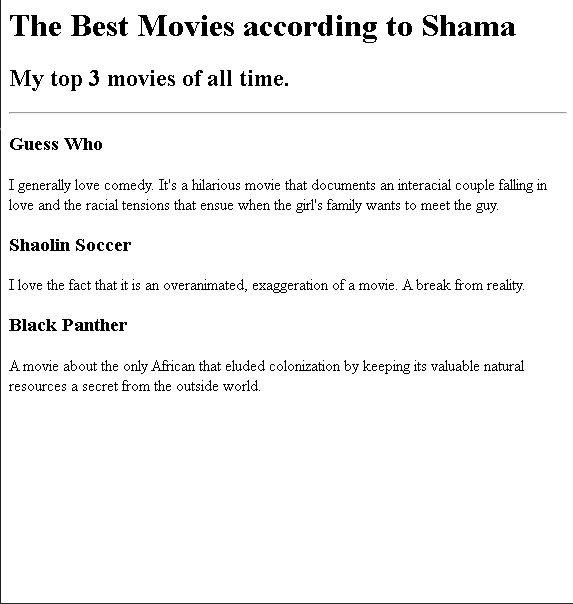 The Best Movies according to Shama
My top 3 movies of all time.
Guess Who
I generally love comedy. It's a hilarious movie that documents an interacial couple falling in
love and the racial tensions that ensue when the girl's family wants to meet the guy.
Shaolin Soccer
I love the fact that it is an overanimated, exaggeration of a movie. A break from reality.
Black Panther
A movie about the only African that eluded colonization by keeping its valuable natural
resources a secret from the outside world.